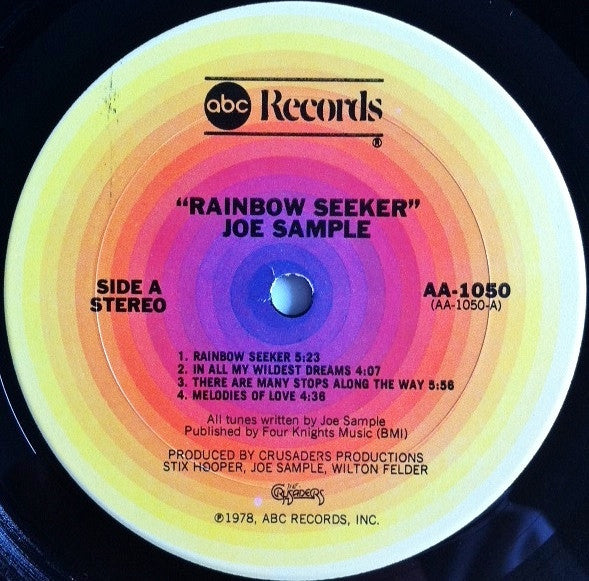 abc Records
®
"RAINBOW SEEKER"
JOE SAMPLE
SIDE A
STEREO
AA-1050
(AA-1050-A)
1. RAINBOW SEEKER 5:23
2. IN ALL MY WILDEST DREAMS 4:07
3. THERE ARE MANY STOPS ALONG THE WAY 5:56
4. MELODIES OF LOVE 4:36
All tunes written by Joe Sample
Published by Four Knights Music (BMI)
PRODUCED BY CRUSADERS PRODUCTIONS
STIX HOOPER, JOE SAMPLE, WILTON FELDER
THE
CRUSADERS
℗1978, ABC RECORDS, INC.